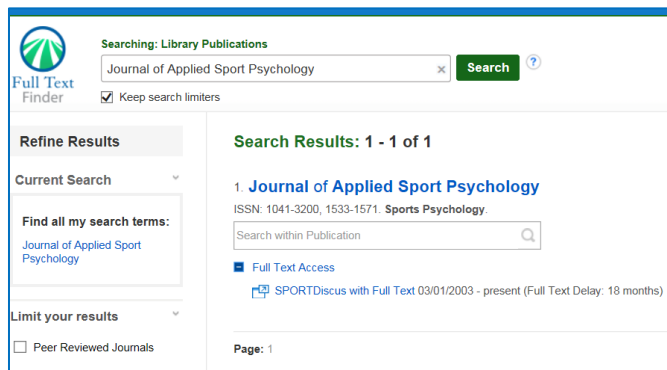 Searching: Library Publications
Full Text
Finder
Journal of Applied Sport Psychology × Search ?
Keep search limiters
Refine Results
Current Search
Find all my search terms:
Journal of Applied Sport
Psychology
Limit your results
Peer Reviewed Journals
Search Results: 1 - 1 of 1
1. Journal of Applied Sport Psychology
ISSN: 1041-3200, 1533-1571. Sports Psychology.
Search within Publication
Full Text Access
SPORTDiscus with Full Text 03/01/2003 - present (Full Text Delay: 18 months)
Page: 1